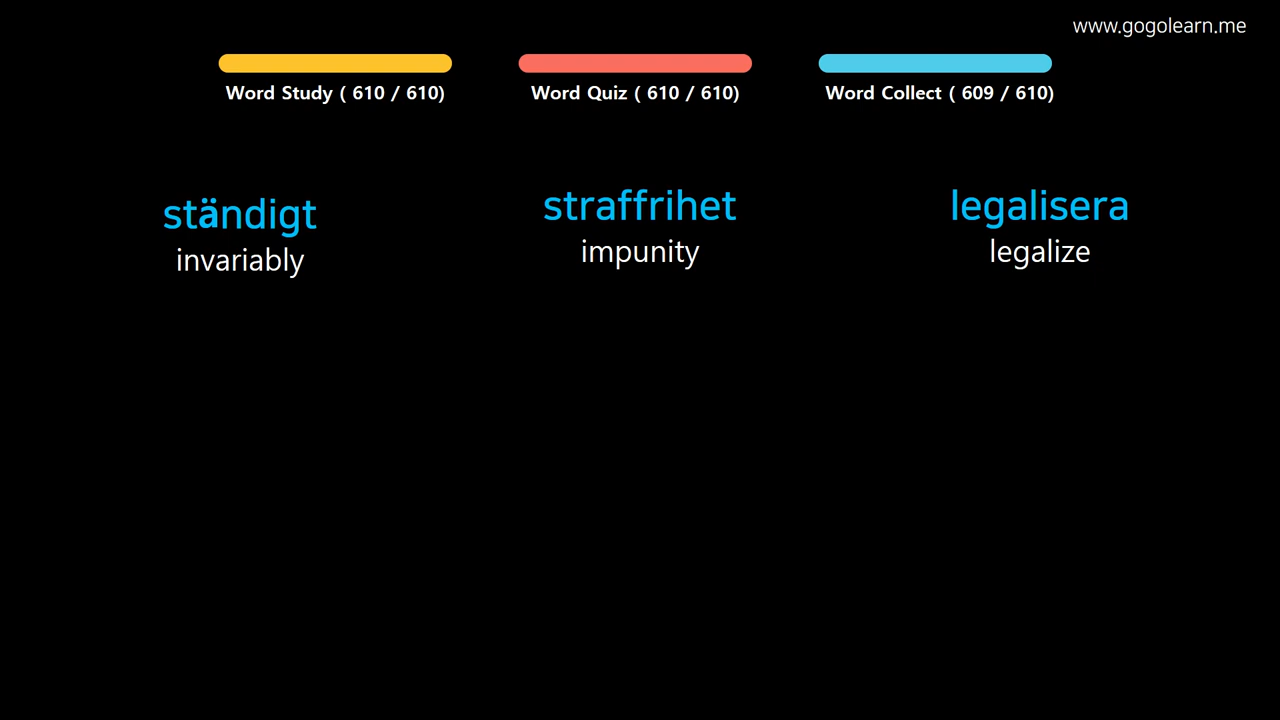 www.gogolearn.me
Word Study ( 610 / 610)
Word Quiz ( 610 / 610)
Word Collect ( 609 / 610)
ständigt
invariably
straffrihet
impunity
legalisera
legalize